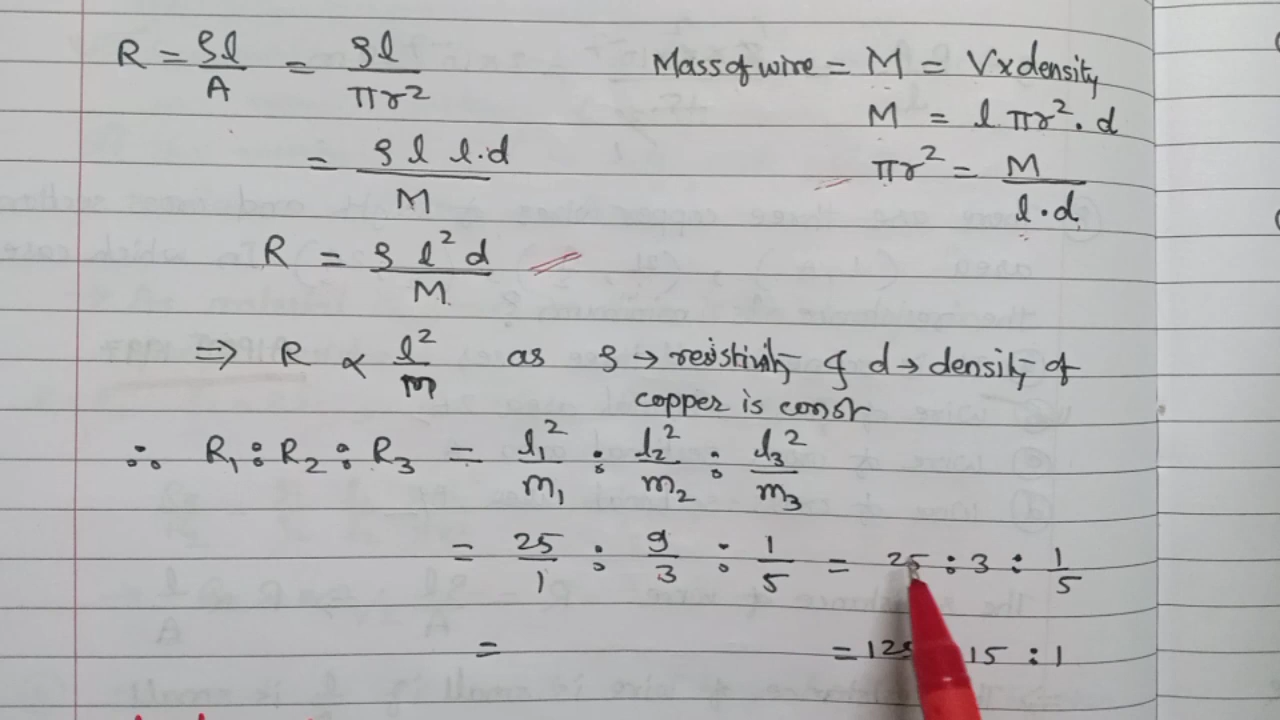 R = ρl/A = ρl/πr²
Mass of wire = M = V x density
M = l πr². d
= ρ l l.d / M
πr² = M / l.d
R = ρ l² d / M
⇒ R ∝ l²/m as ρ → resistivity & d → density of
copper is const
∴ R₁ : R₂ : R₃ = l₁²/m₁ : l₂²/m₂ : l₃²/m₃
= 25/1 : 9/3 : 1/5 = 25 : 3 : 1/5
= = 125 15 : 1